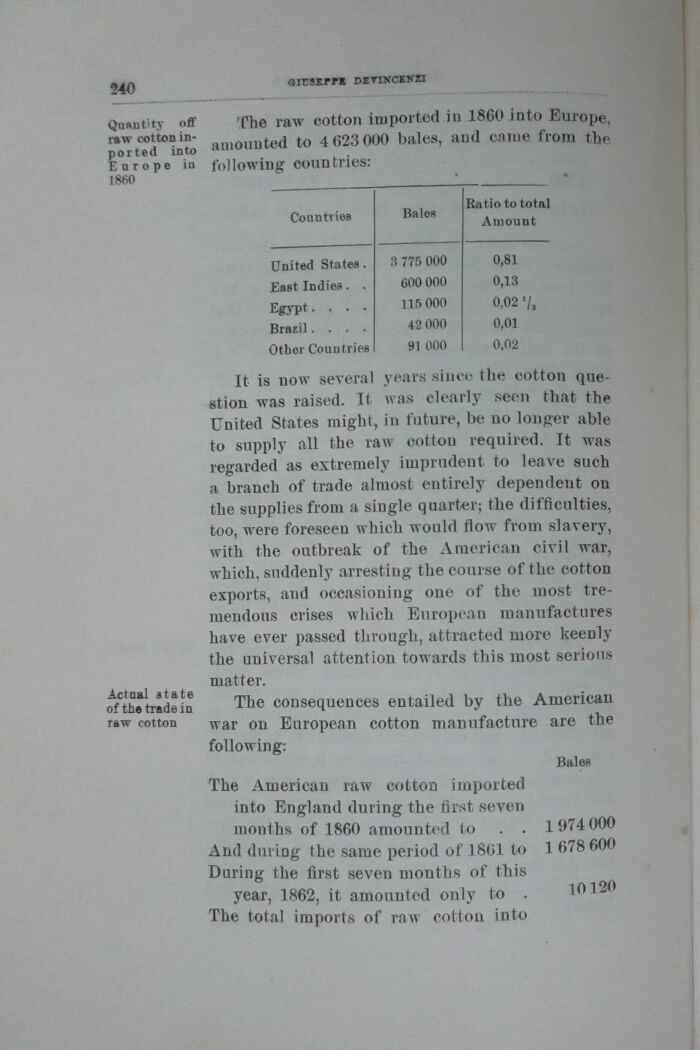 240
GIUSEPPE DEVINCENZI
Quantity off
raw cotton in-
ported into
Europe in
1860
The raw cotton imported in 1860 into Europe,
amounted to 4 623 000 bales, and came from the
following countries:
Countries Bales Ratio to total Amount
United States. 3 775 000 0,81
East Indies. . 600 000 0,13
Egypt. . . . 115 000 0,02 1/2
Brazil. . . . 42 000 0,01
Other Countries 91 000 0,02
It is now several years since the cotton que-
stion was raised. It was clearly seen that the
United States might, in future, be no longer able
to supply all the raw cotton required. It was
regarded as extremely imprudent to leave such
a branch of trade almost entirely dependent on
the supplies from a single quarter; the difficulties,
too, were foreseen which would flow from slavery,
with the outbreak of the American civil war,
which, suddenly arresting the course of the cotton
exports, and occasioning one of the most tre-
mendous crises which European manufactures
have ever passed through, attracted more keenly
the universal attention towards this most serious
matter.
Actual state
of the trade in
raw cotton
The consequences entailed by the American
war on European cotton manufacture are the
following:
Bales
The American raw cotton imported
into England during the first seven
months of 1860 amounted to . . 1 974 000
And during the same period of 1861 to 1 678 600
During the first seven months of this
year, 1862, it amounted only to . 10 120
The total imports of raw cotton into